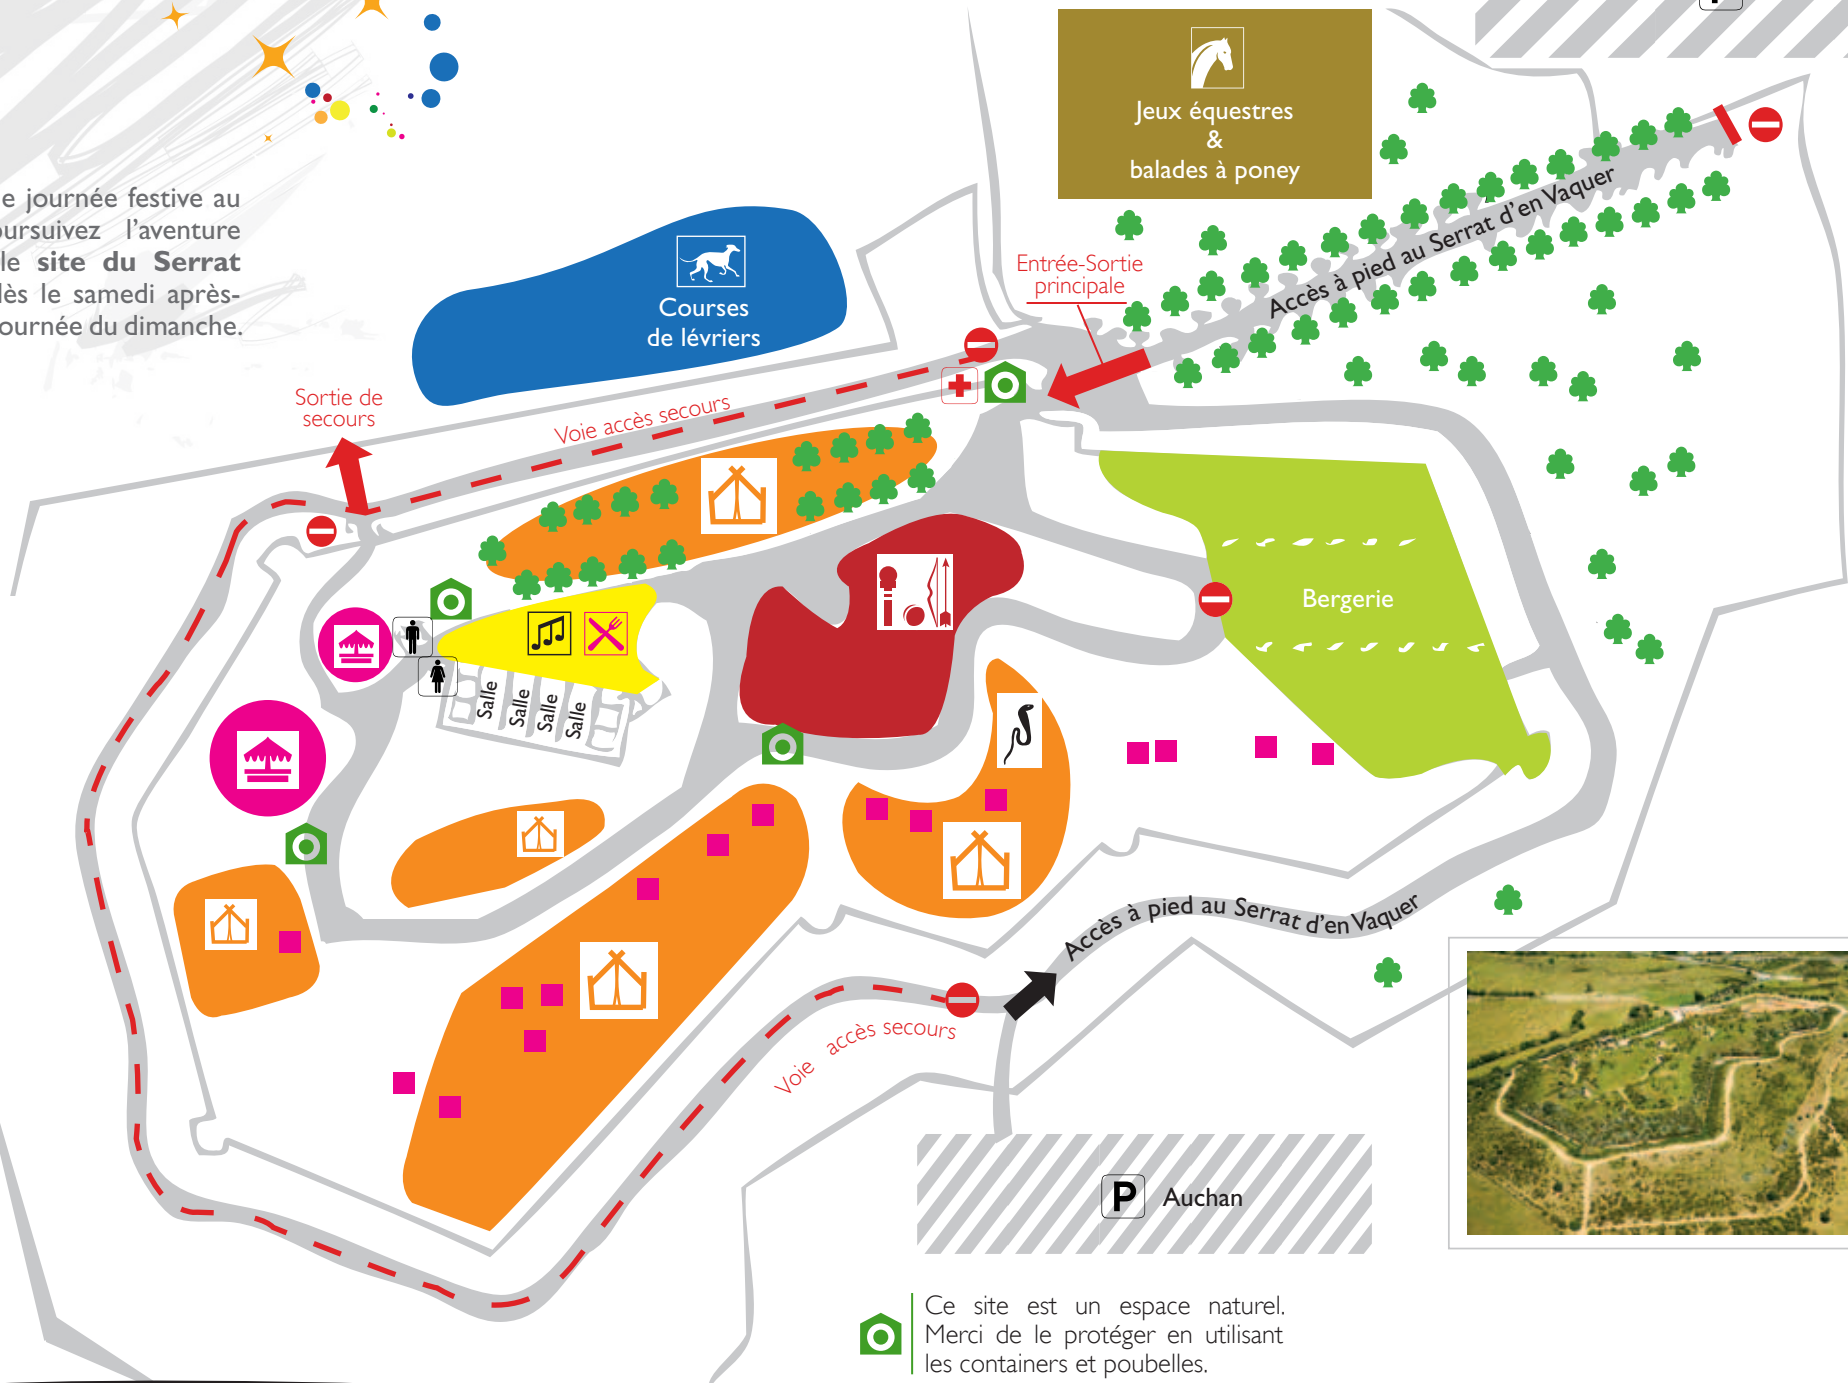 e journée festive au
ursuivez l’aventure
le site du Serrat
dès le samedi après-
ournée du dimanche.
Jeux équestres
&
balades à poney
Courses
de lévriers
Entrée-Sortie
principale
Accès à pied au Serrat d’en Vaquer
Sortie de
secours
Voie accès secours
Bergerie
Salle
Salle
Salle
Salle
Accès à pied au Serrat d’en Vaquer
Voie accès secours
P Auchan
Ce site est un espace naturel.
Merci de le protéger en utilisant
les containers et poubelles.